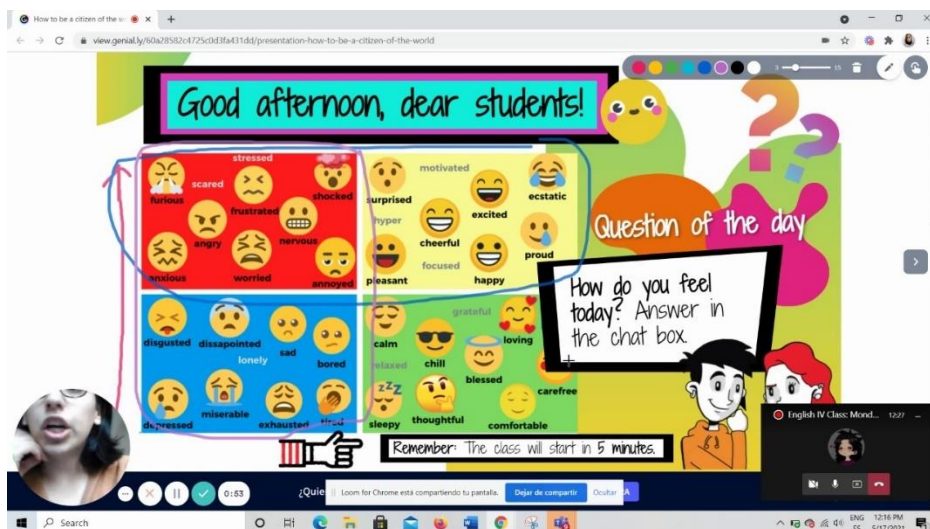 How to be a citizen of the w
view.genial.ly/60a28582c4725c0d3fa431dd/presentation-how-to-be-a-citizen-of-the-world
Good afternoon, dear students!
stressed
scared
furious
shocked
frustrated
angry
nervous
anxious
worried
annoyed
motivated
surprised
ecstatic
hyper
excited
cheerful
proud
focused
pleasant
happy
disgusted
dissapointed
sad
lonely
bored
depressed
miserable
exhausted
tired
calm
grateful
loving
chill
relaxed
blessed
carefree
sleepy
thoughtful
comfortable
Question of the day
How do you feel
today? Answer in
the chat box.
Remember: The class will start in 5 minutes.
English IV Class: Mond... 12:27
0:53
¿Quie
Loom for Chrome está compartiendo tu pantalla. Dejar de compartir Ocultar
Search
ENG 12:16 PM
ES 5/17/2021